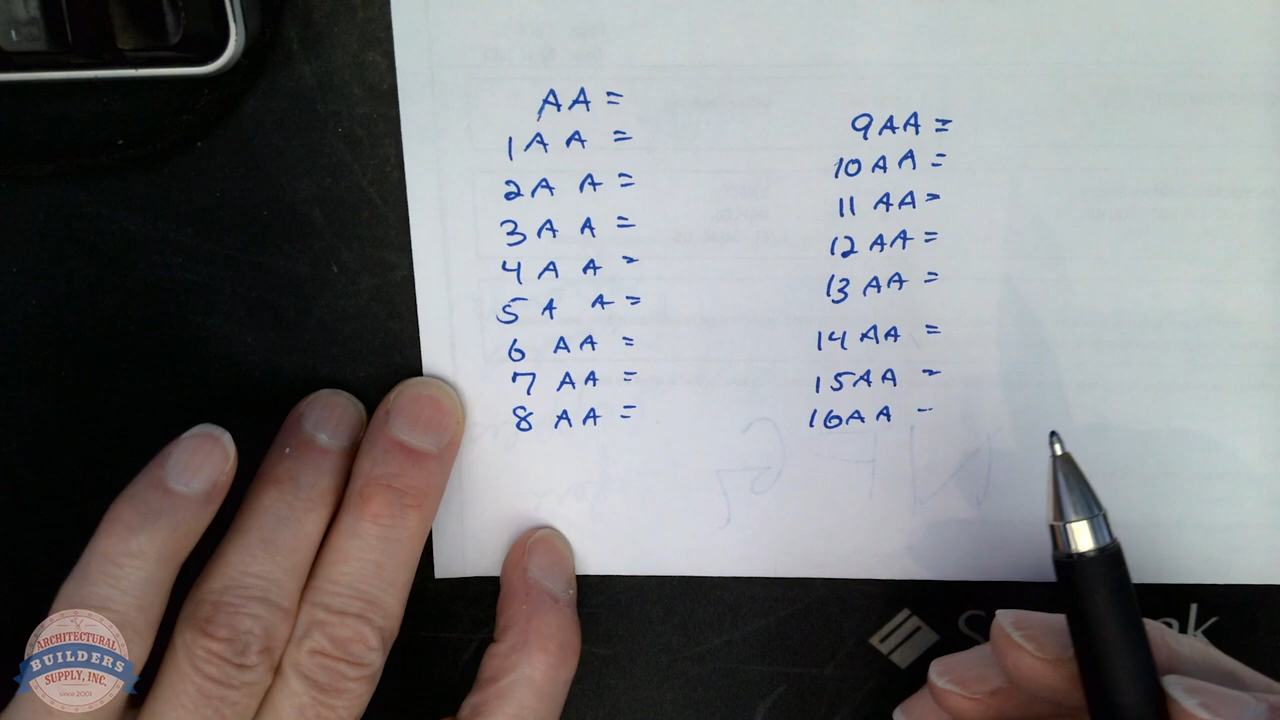 AA =
1AA =
2AA =
3AA =
4AA =
5AA =
6AA =
7AA =
8AA =
9AA =
10AA =
11AA =
12AA =
13AA =
14AA =
15AA =
16AA -
ARCHITECTURAL
BUILDERS
SUPPLY, INC.
since 2001